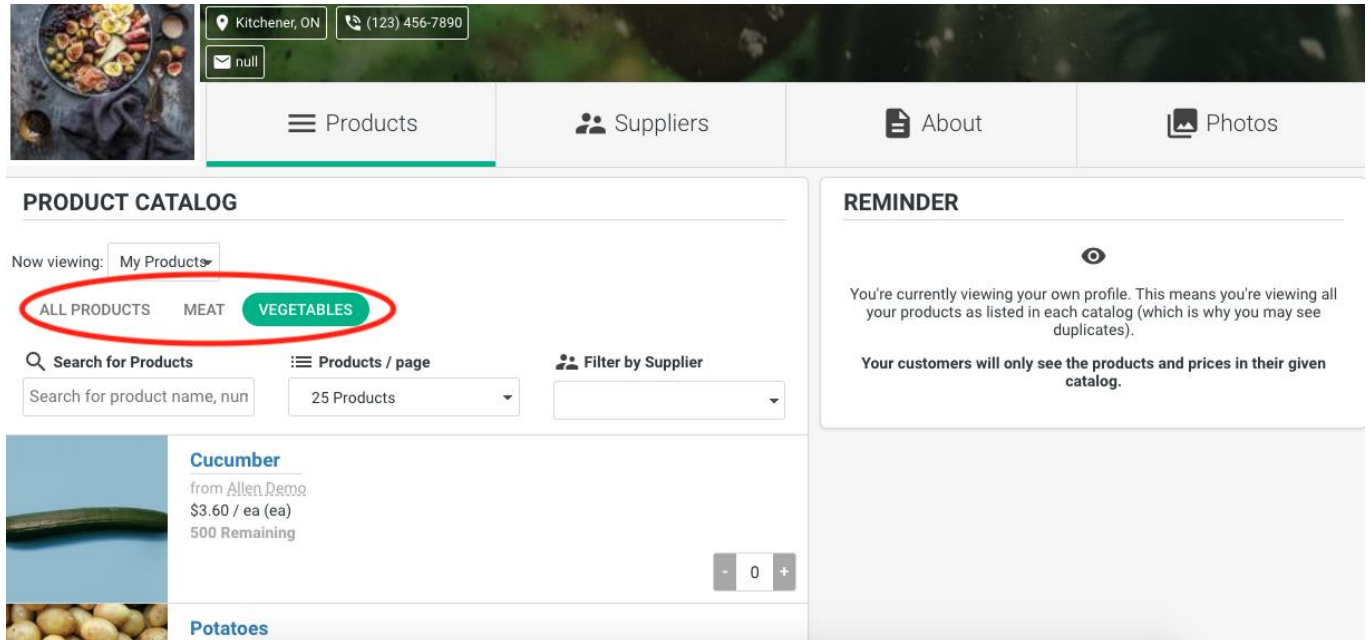 Kitchener, ON
(123) 456-7890
null
Products
Suppliers
About
Photos
PRODUCT CATALOG
Now viewing: My Products
ALL PRODUCTS MEAT VEGETABLES
Search for Products
Products / page
Filter by Supplier
Search for product name, num
25 Products
Cucumber
from Allen Demo
$3.60 / ea (ea)
500 Remaining
- 0 +
Potatoes
REMINDER
You're currently viewing your own profile. This means you're viewing all
your products as listed in each catalog (which is why you may see
duplicates).
Your customers will only see the products and prices in their given
catalog.